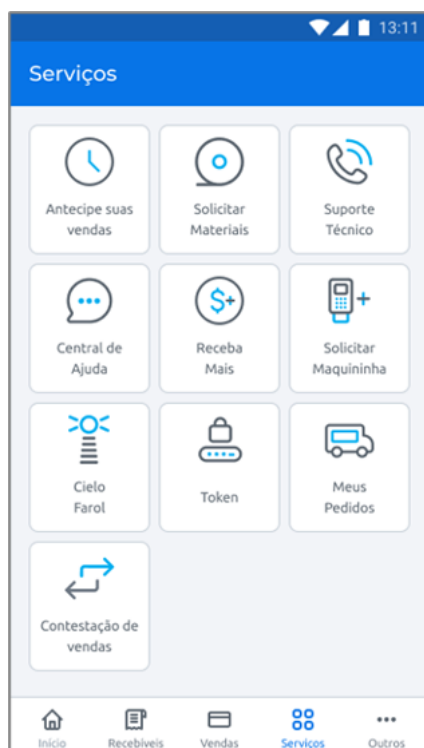 13:11
Serviços
Antecipe suas
vendas
Solicitar
Materiais
Suporte
Técnico
Central de
Ajuda
Receba
Mais
Solicitar
Maquininha
Cielo
Farol
Token
Meus
Pedidos
Contestação de
vendas
Início
Recebíveis
Vendas
Serviços
Outros